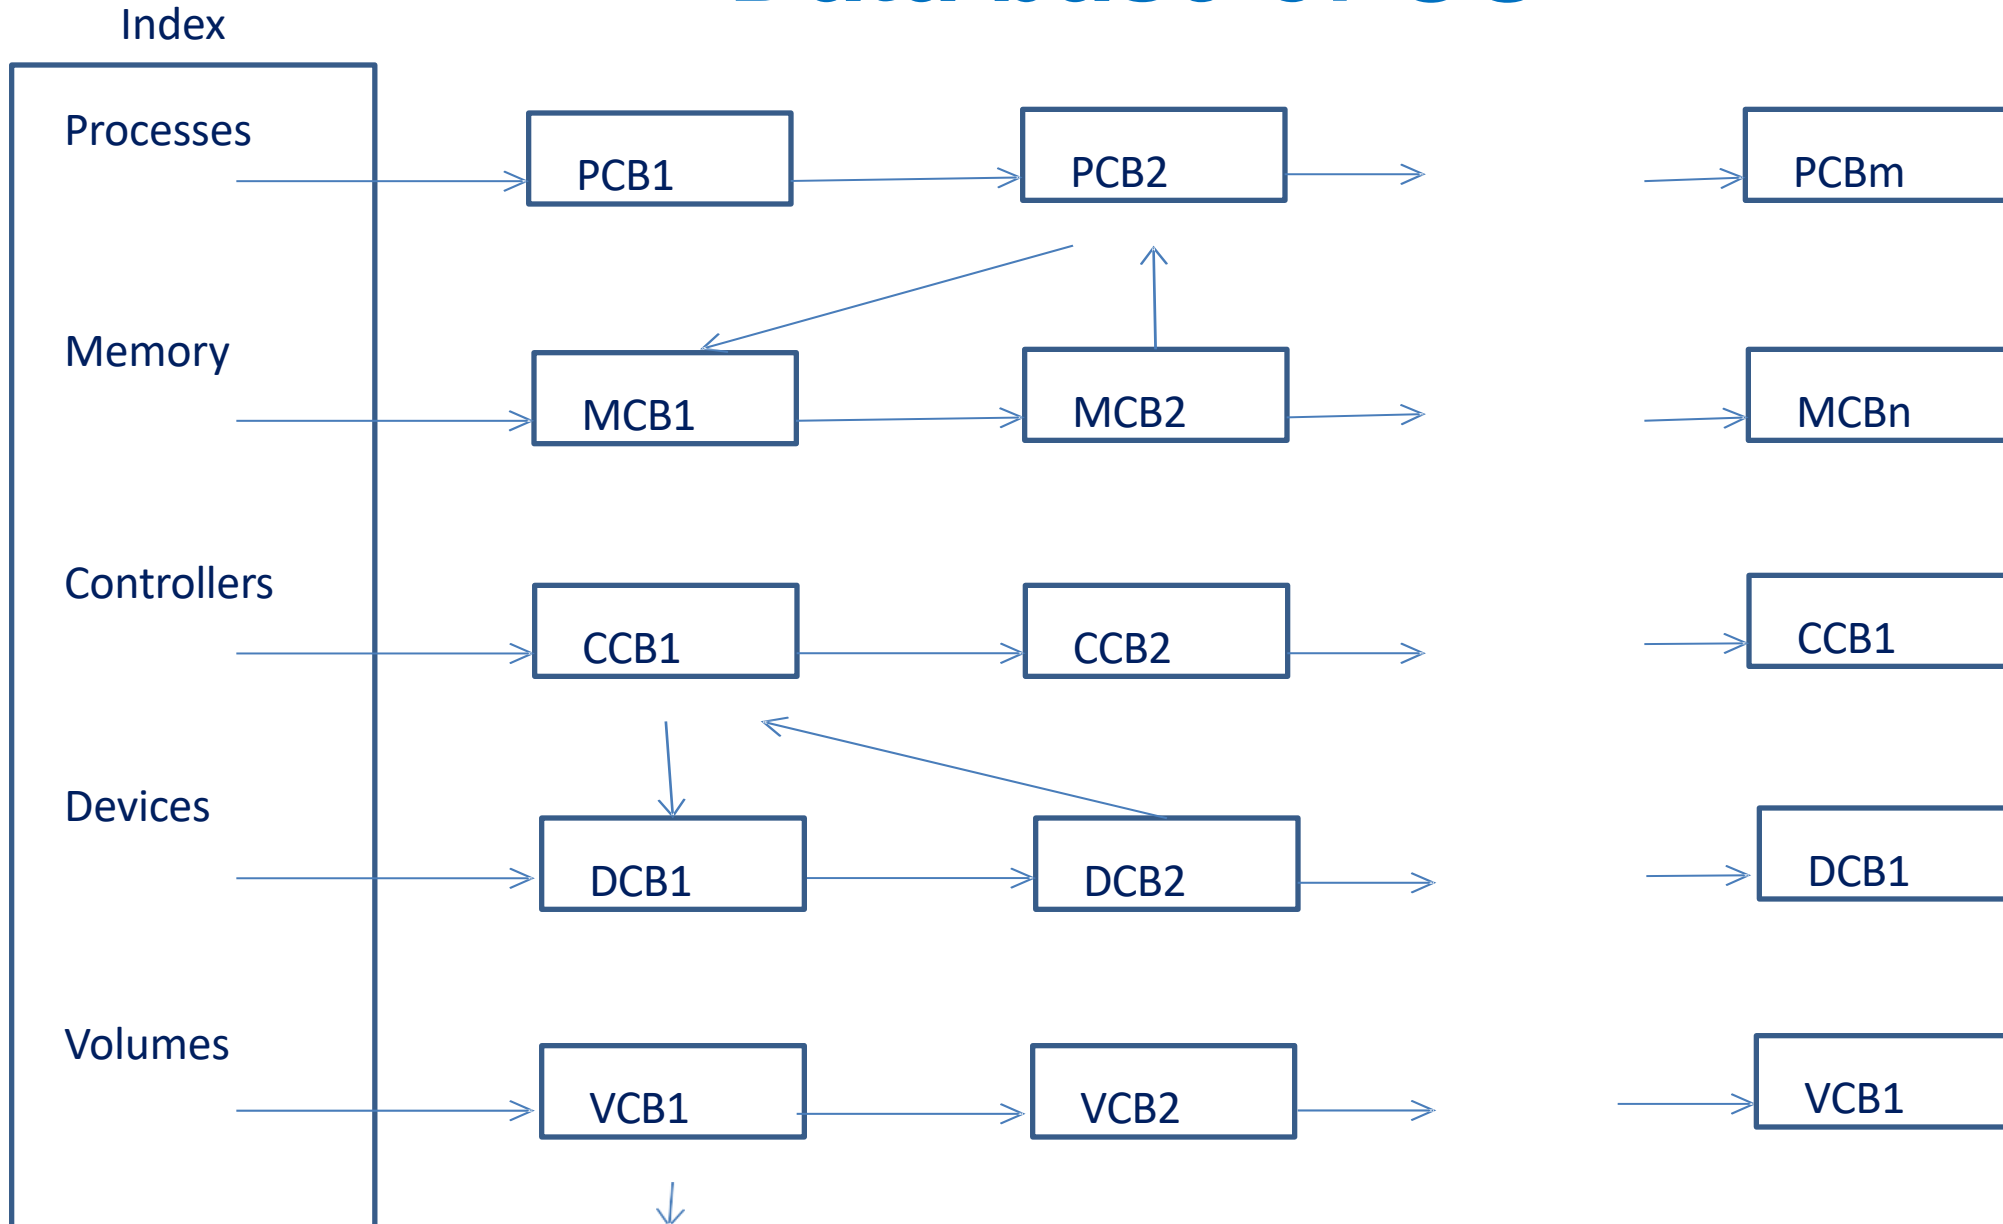 Index
Processes
PCB1
PCB2
PCBm
Memory
MCB1
MCB2
MCBn
Controllers
CCB1
CCB2
CCB1
Devices
DCB1
DCB2
DCB1
Volumes
VCB1
VCB2
VCB1